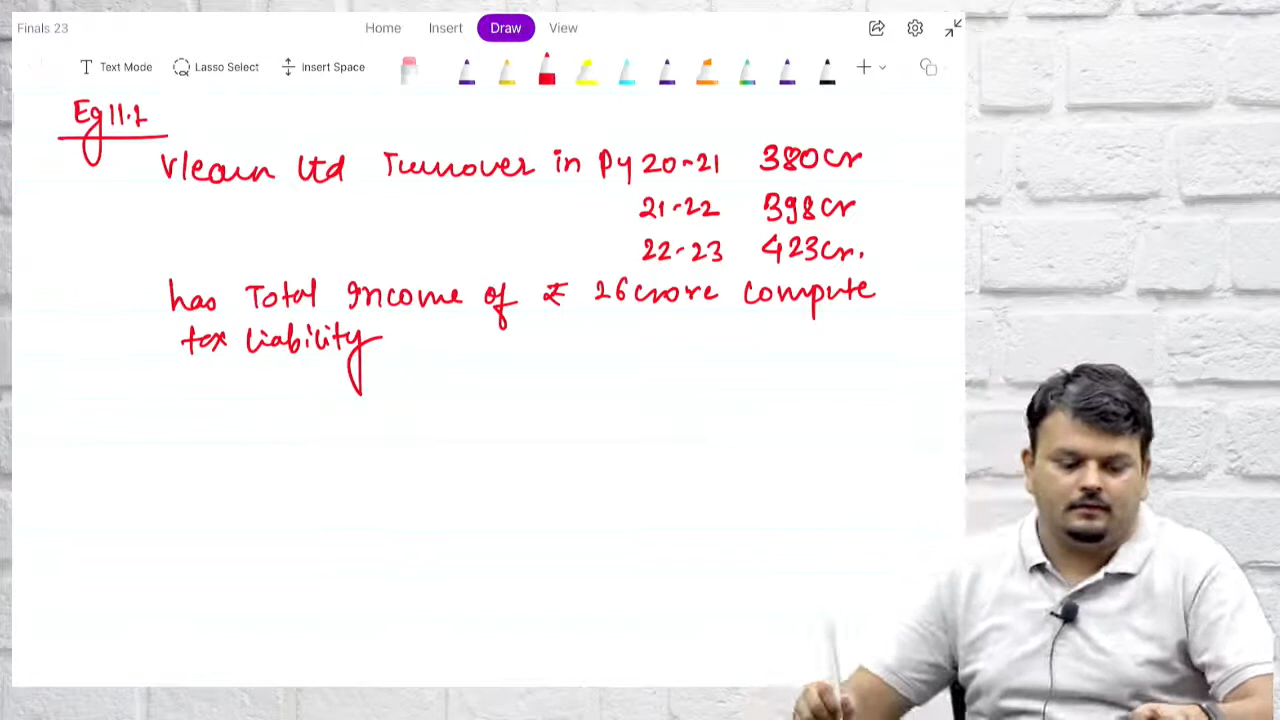 Finals 23
Home Insert Draw View
Text Mode Lasso Select Insert Space
Eg 11.1
Vlearn Ltd Turnover in Py 20-21 380cr
21-22 398cr
22-23 423cr.
has Total Income of ₹ 26crore compute
tax liability